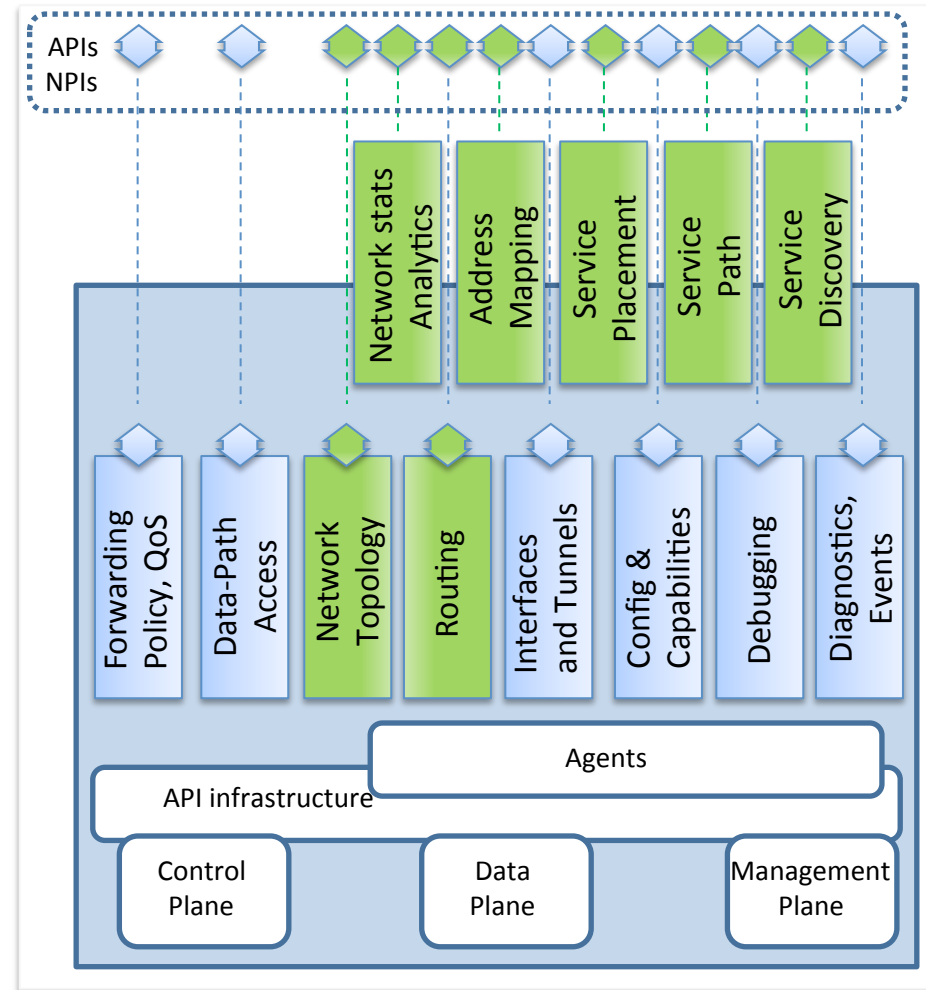 APIs
NPIs
Network stats
Analytics
Address
Mapping
Service
Placement
Service
Path
Service
Discovery
Forwarding
Policy, QoS
Data-Path
Access
Network
Topology
Routing
Interfaces
and Tunnels
Config &
Capabilities
Debugging
Diagnostics,
Events
Agents
API infrastructure
Control
Plane
Data
Plane
Management
Plane